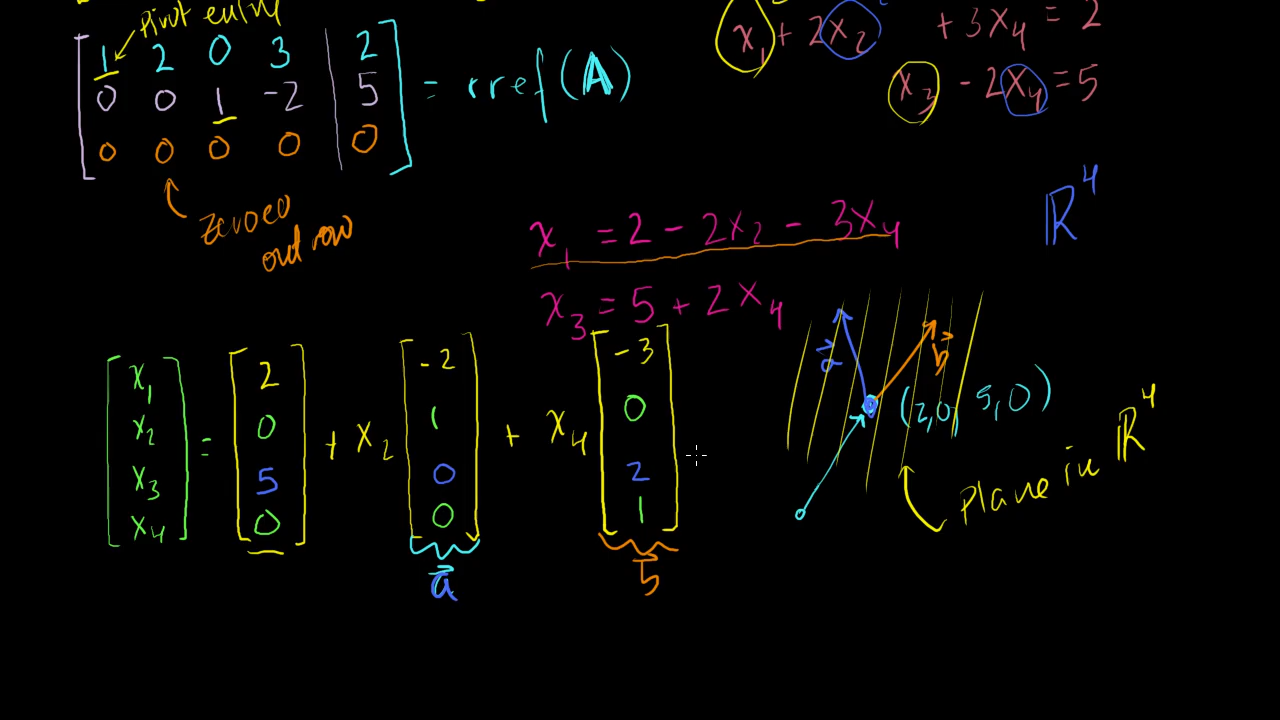 Pivot entry
1 2 0 3 2
0 0 1 -2 5 = rref(A)
0 0 0 0 0
x₁ + 2x₂ + 3x₄ = 2
x₃ - 2x₄ = 5
zeroed
out row
x₁ = 2 - 2x₂ - 3x₄
x₃ = 5 + 2x₄
ℝ⁴
x₁ 2 -2 -3
x₂ = 0 + x₂ 1 + x₄ 0
x₃ 5 0 2
x₄ 0 0 1
a⃗ b⃗
a⃗ b⃗
(2,0, 5,0)
Plane in ℝ⁴